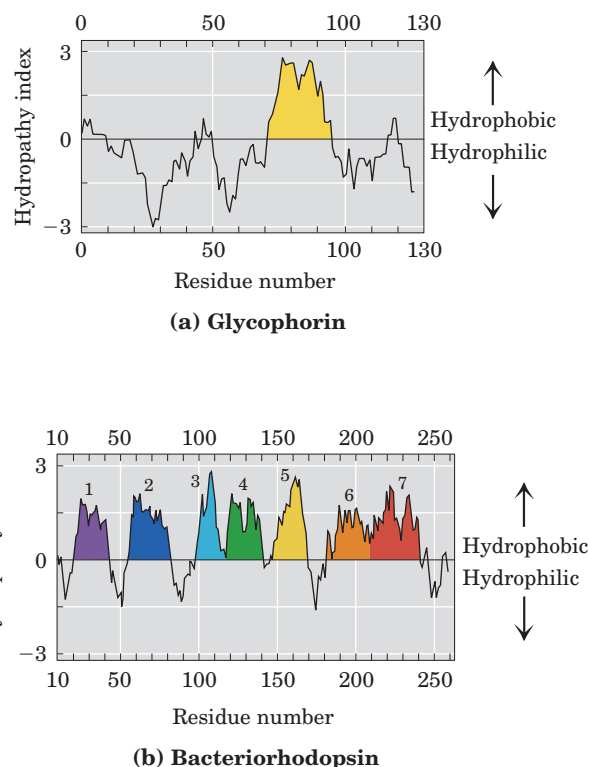 0 50 100 130
3
0
−3
Hydropathy index
Hydrophobic
Hydrophilic
0 50 100 130
Residue number
(a) Glycophorin
10 50 100 150 200 250
3
0
−3
1 2 3 4 5 6 7
Hydrophobic
Hydrophilic
10 50 100 150 200 250
Residue number
(b) Bacteriorhodopsin